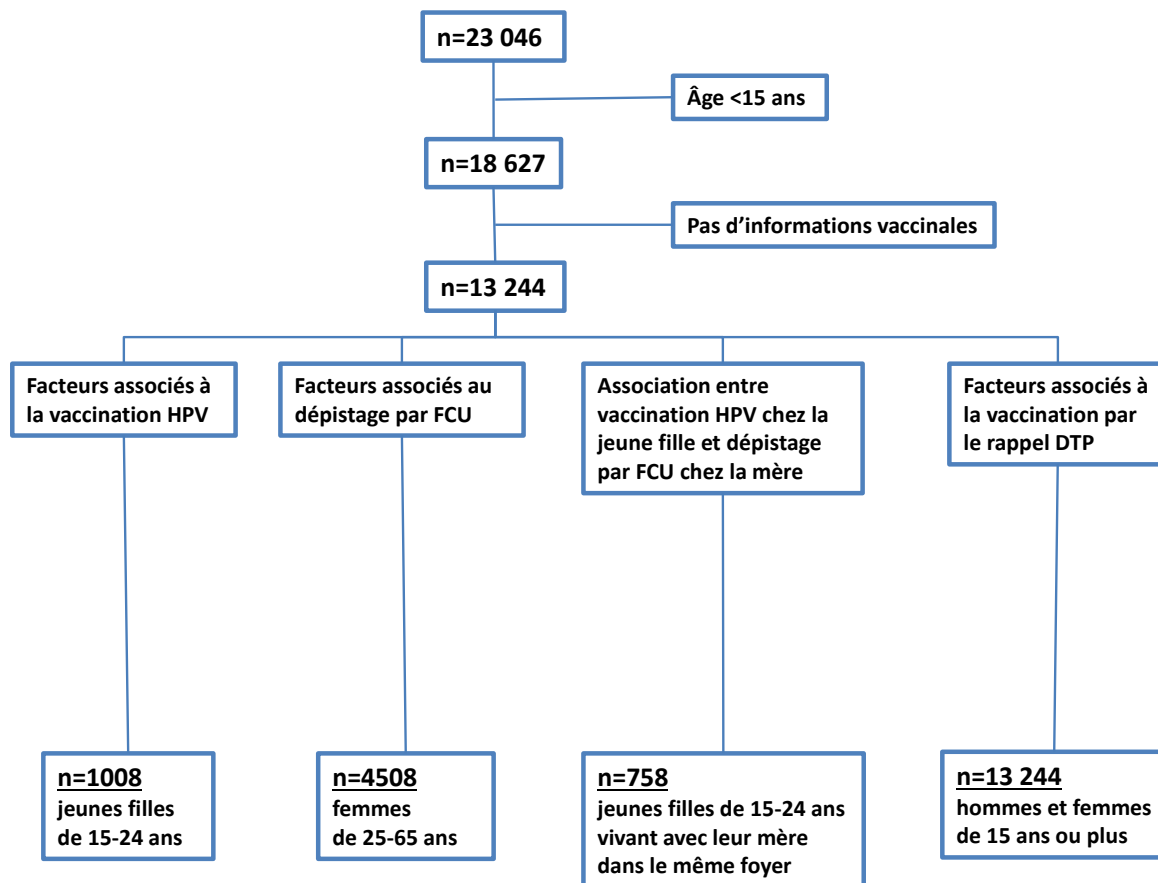 n=23 046
Âge <15 ans
n=18 627
Pas d'informations vaccinales
n=13 244
Facteurs associés à
la vaccination HPV
Facteurs associés au
dépistage par FCU
Association entre
vaccination HPV chez la
jeune fille et dépistage
par FCU chez la mère
Facteurs associés à
la vaccination par
le rappel DTP
n=1008
jeunes filles
de 15-24 ans
n=4508
femmes
de 25-65 ans
n=758
jeunes filles de 15-24 ans
vivant avec leur mère
dans le même foyer
n=13 244
hommes et femmes
de 15 ans ou plus